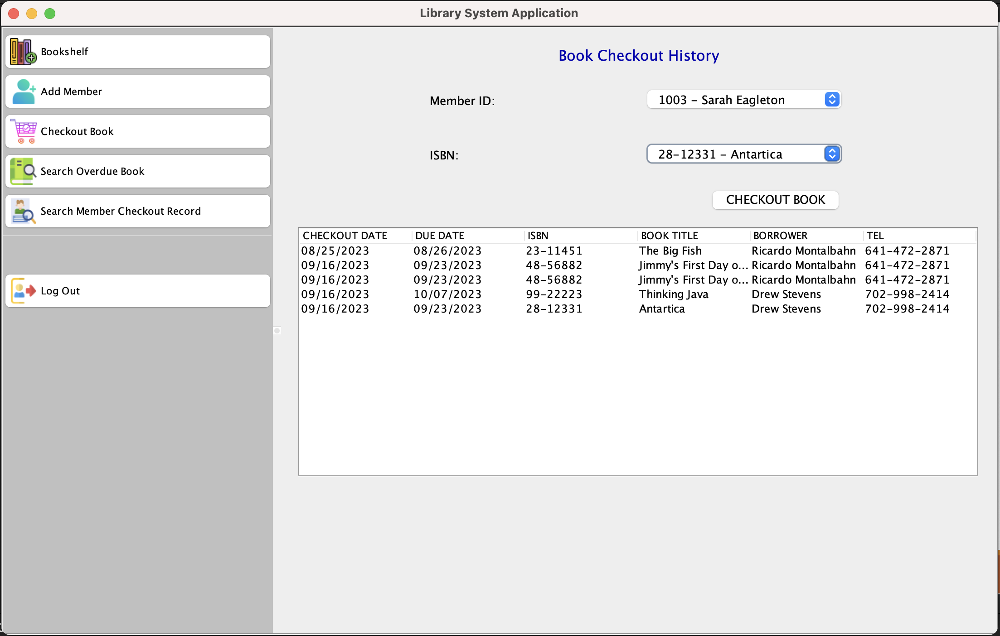 Library System Application
Bookshelf
Add Member
Checkout Book
Search Overdue Book
Search Member Checkout Record
Log Out
Book Checkout History
Member ID: 1003 – Sarah Eagleton
ISBN: 28–12331 – Antartica
CHECKOUT BOOK
CHECKOUT DATE DUE DATE ISBN BOOK TITLE BORROWER TEL
08/25/2023 08/26/2023 23–11451 The Big Fish Ricardo Montalbahn 641–472–2871
09/16/2023 09/23/2023 48–56882 Jimmy's First Day o... Ricardo Montalbahn 641–472–2871
09/16/2023 09/23/2023 48–56882 Jimmy's First Day o... Ricardo Montalbahn 641–472–2871
09/16/2023 10/07/2023 99–22223 Thinking Java Drew Stevens 702–998–2414
09/16/2023 09/23/2023 28–12331 Antartica Drew Stevens 702–998–2414